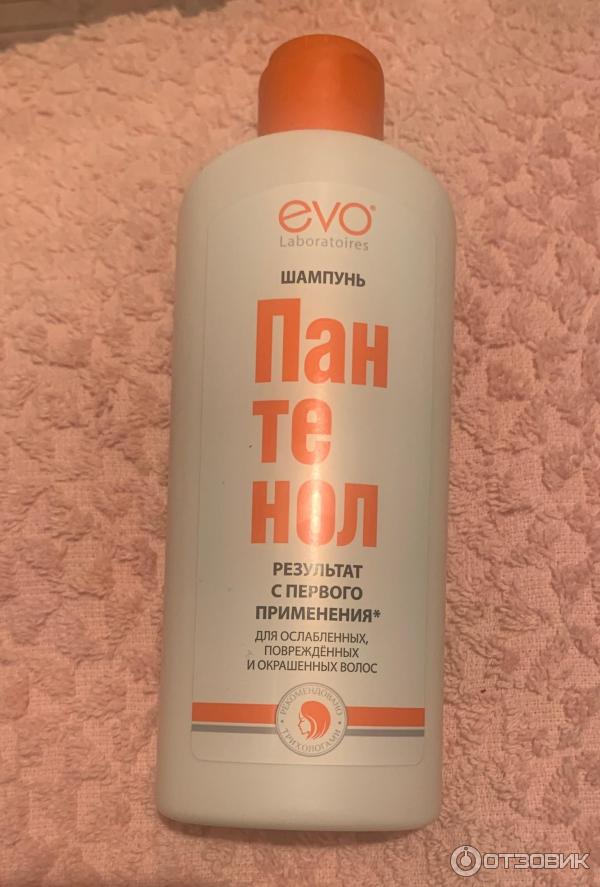 evo®
Laboratoires
ШАМПУНЬ
Пан
те
нол
РЕЗУЛЬТАТ
С ПЕРВОГО
ПРИМЕНЕНИЯ*
ДЛЯ ОСЛАБЛЕННЫХ,
ПОВРЕЖДЁННЫХ
И ОКРАШЕННЫХ ВОЛОС
РЕКОМЕНДОВАНО
ТРИХОЛОГАМИ
ОТЗОВИК